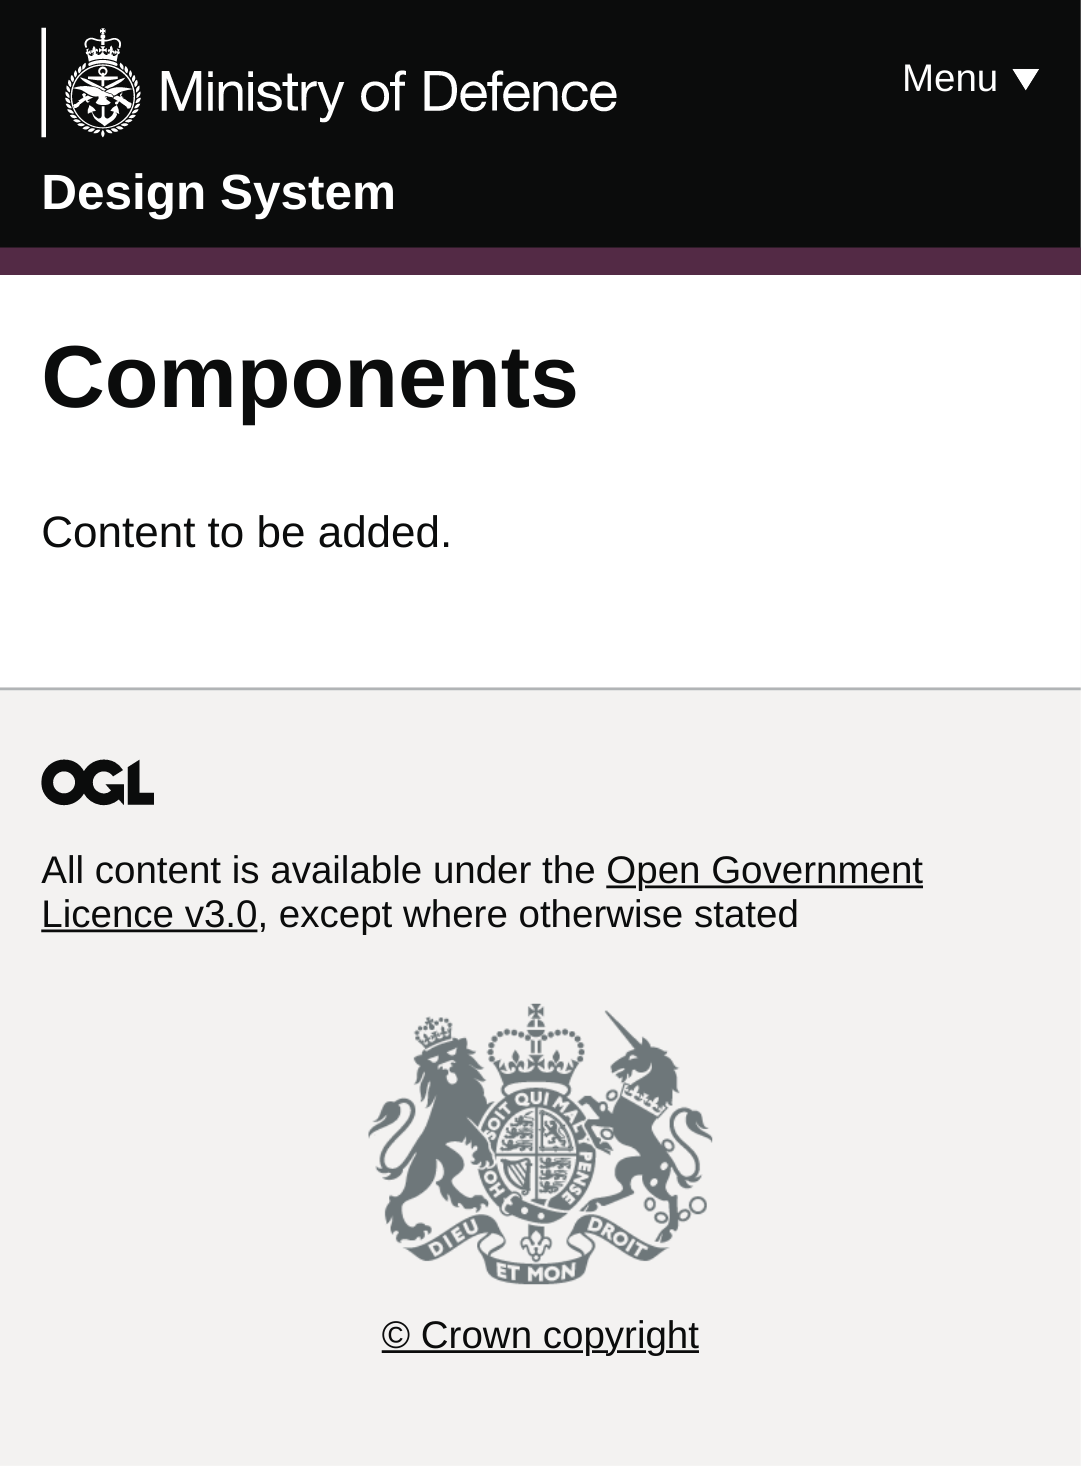 Ministry of Defence
Menu ▼
Design System
Components
Content to be added.
OGL
All content is available under the Open Government
Licence v3.0, except where otherwise stated
SOIT QUI MAL Y PENSE
HON
DIEU
ET MON
DROIT
© Crown copyright